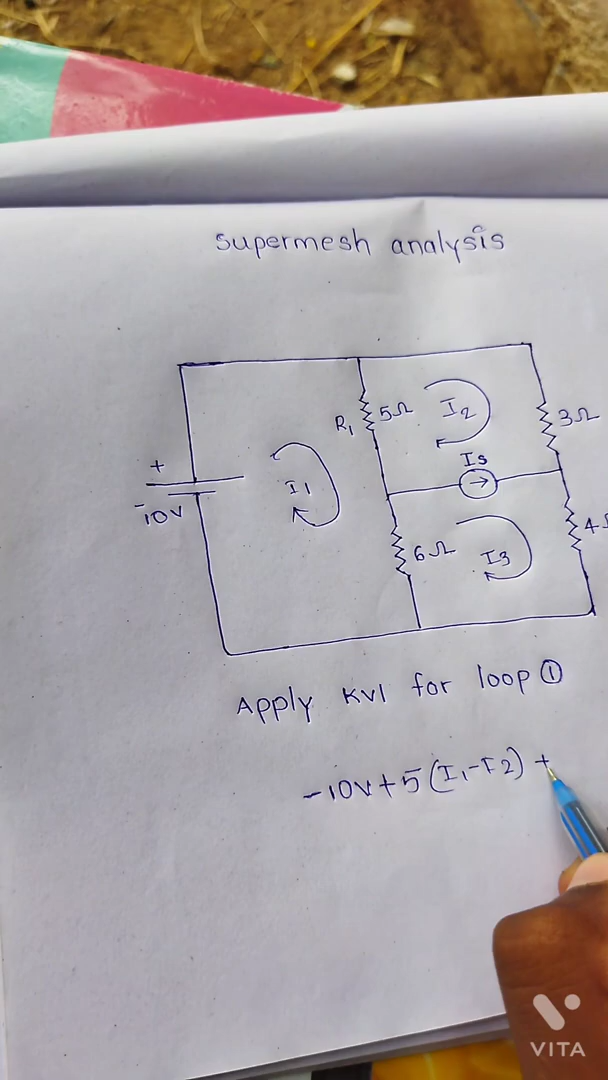 supermesh analysis
R1
5Ω
I2
3Ω
Is
+
-10V
I1
6Ω
I3
4Ω
Apply KVl for loop ①
-10V+5(I1-I2) +
VITA